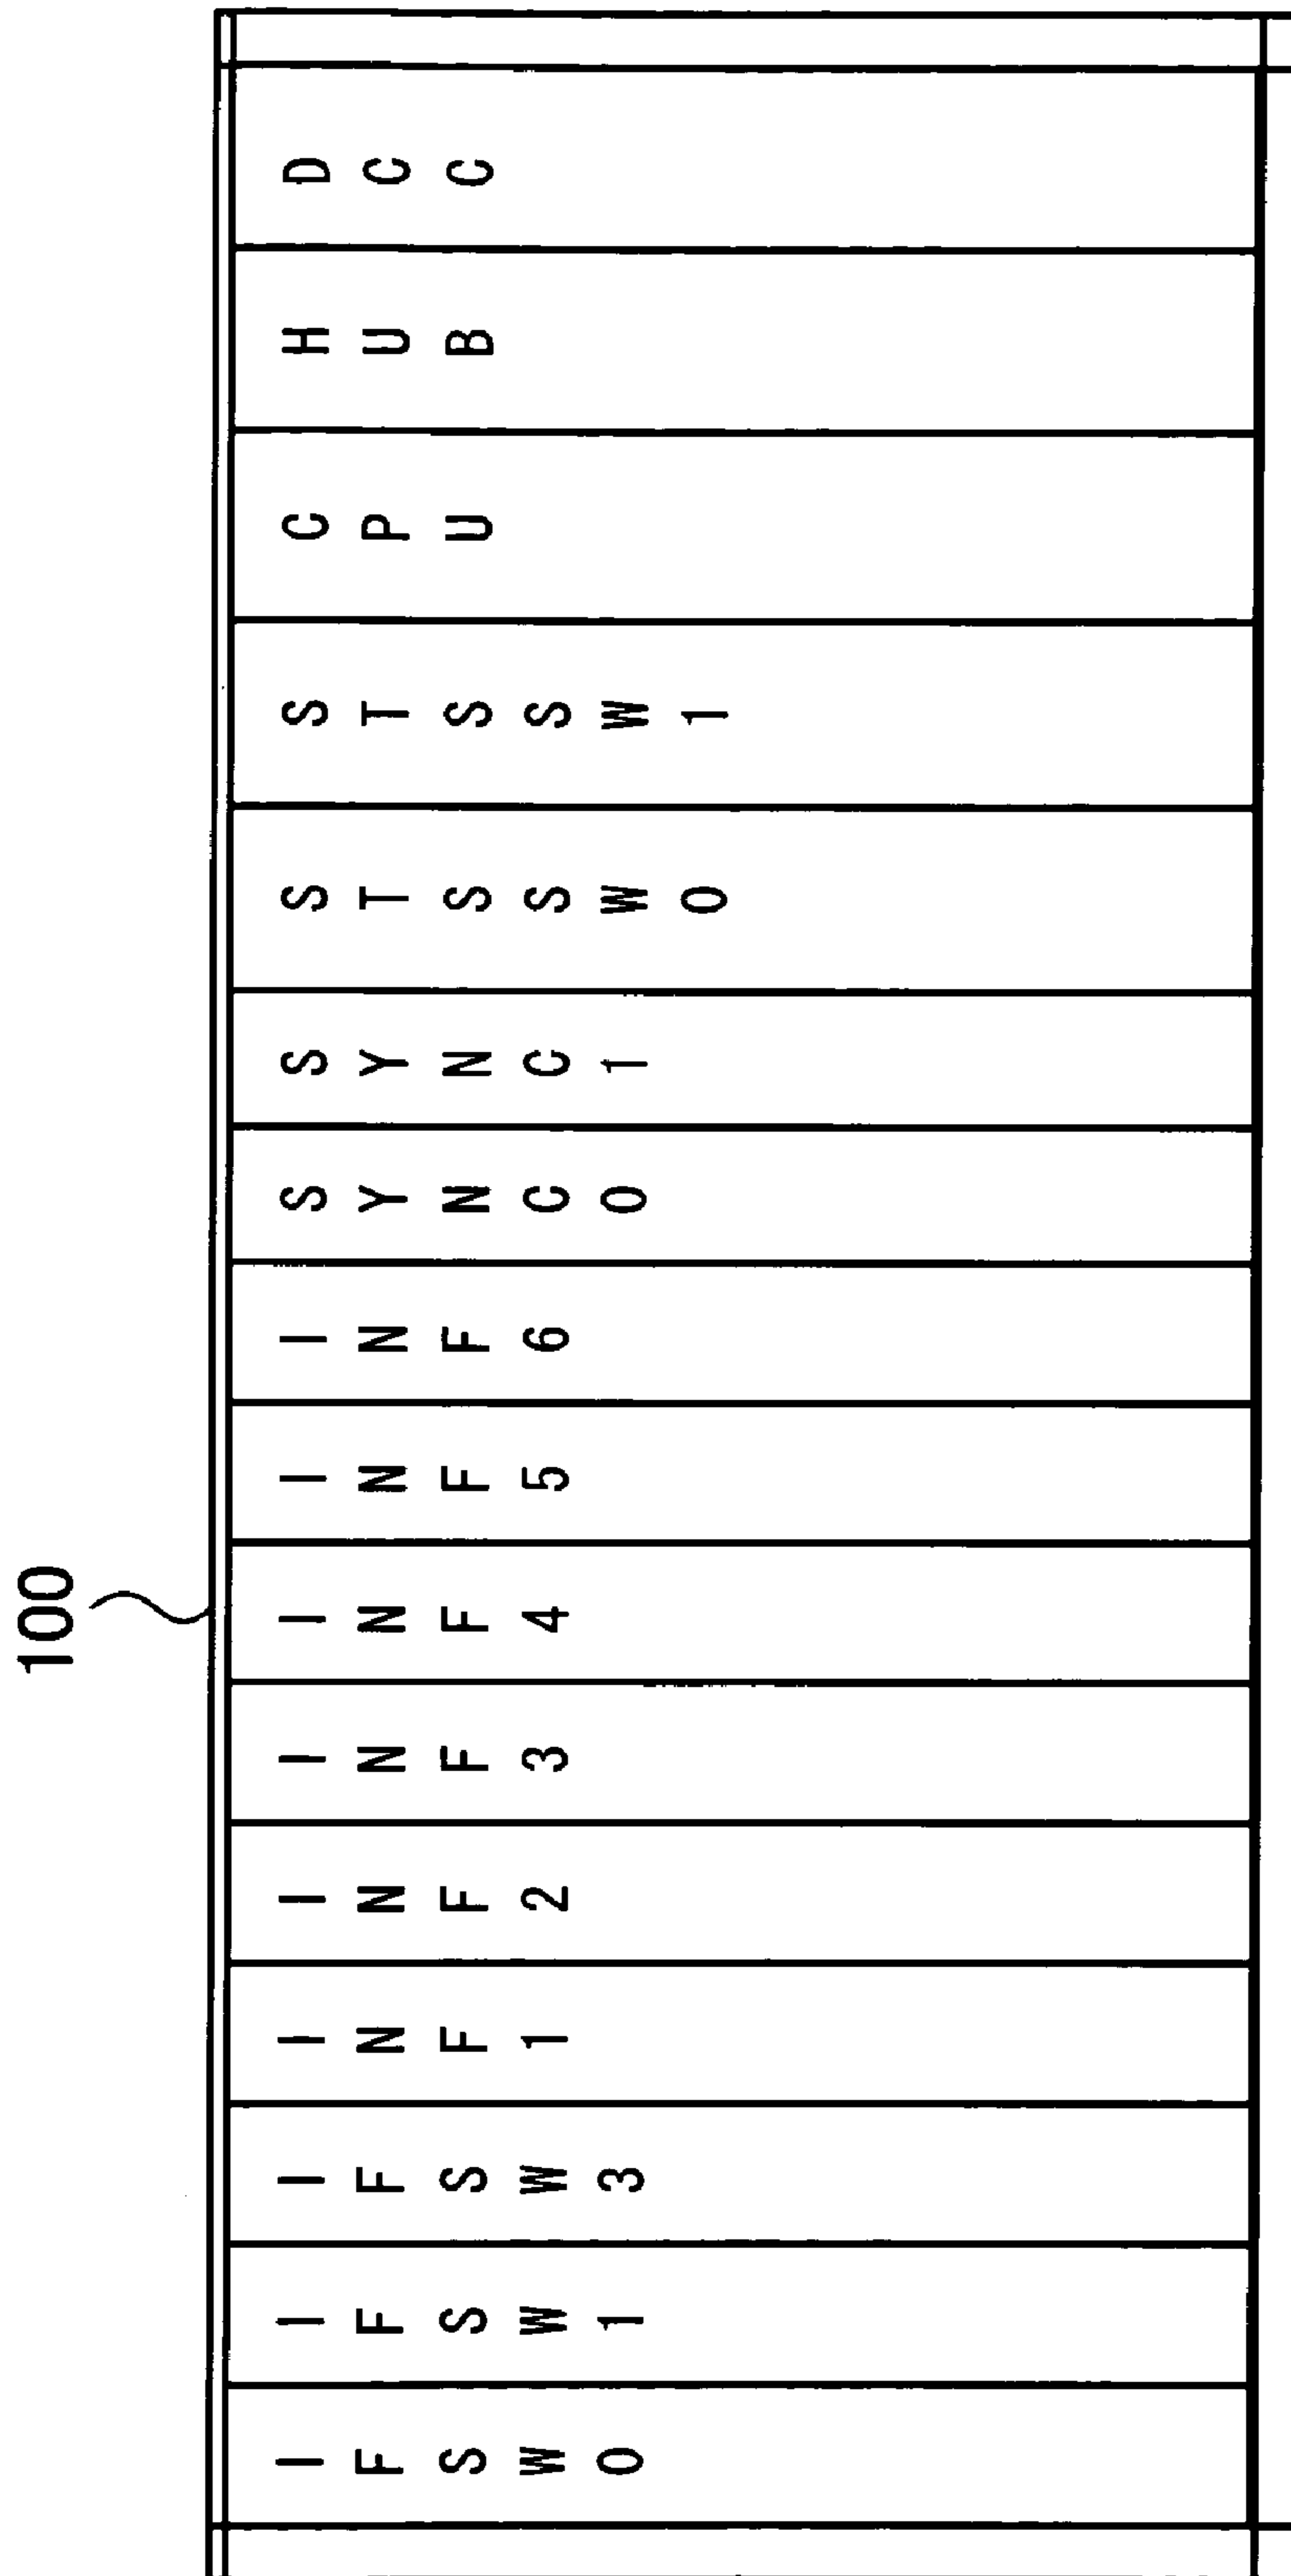 100
IFSW0
IFSW1
IFSW3
INF1
INF2
INF3
INF4
INF5
INF6
SYNC0
SYNC1
STSSW0
STSSW1
CPU
HUB
DCC